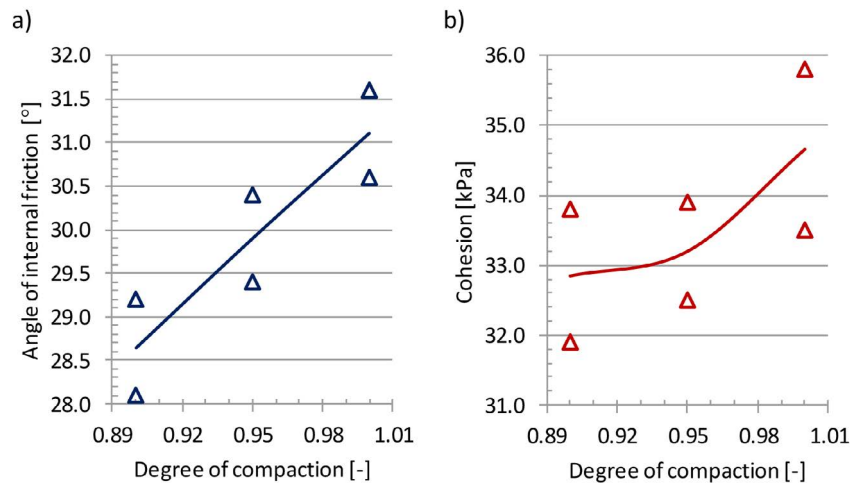 a)
32.0
31.5
31.0
30.5
30.0
29.5
29.0
28.5
28.0
Angle of internal friction [°]
0.89 0.92 0.95 0.98 1.01
Degree of compaction [-]
b)
36.0
35.0
34.0
33.0
32.0
31.0
Cohesion [kPa]
0.89 0.92 0.95 0.98 1.01
Degree of compaction [-]